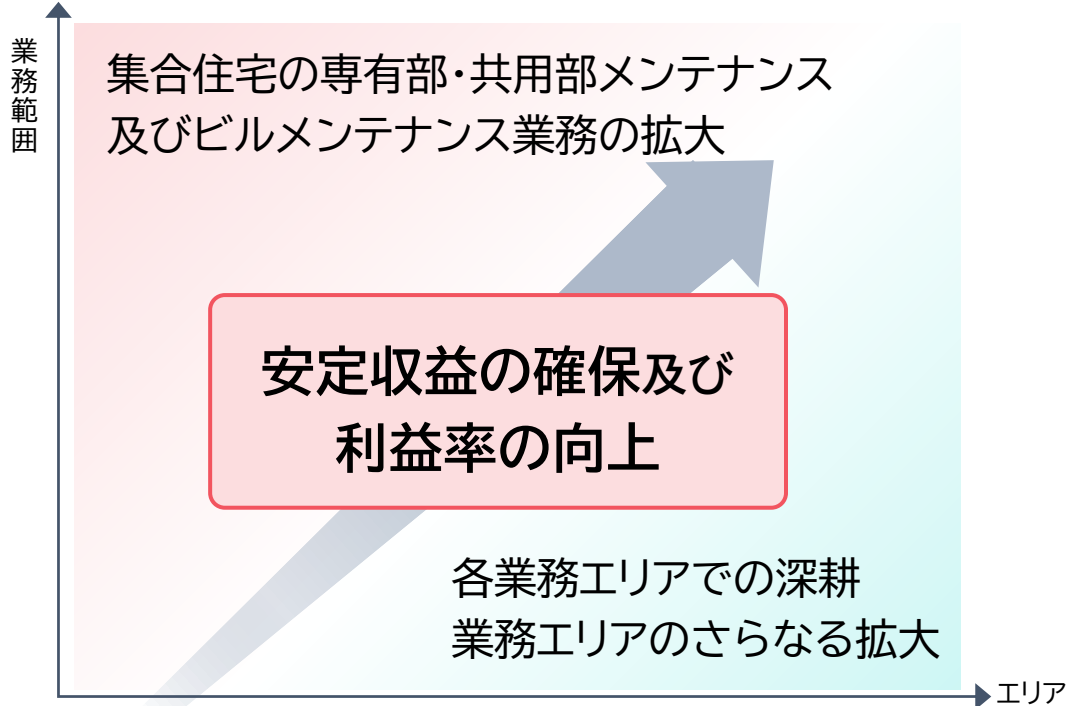 業務範囲
集合住宅の専有部･共用部メンテナンス
及びビルメンテナンス業務の拡大
安定収益の確保及び
利益率の向上
各業務エリアでの深耕
業務エリアのさらなる拡大
エリア